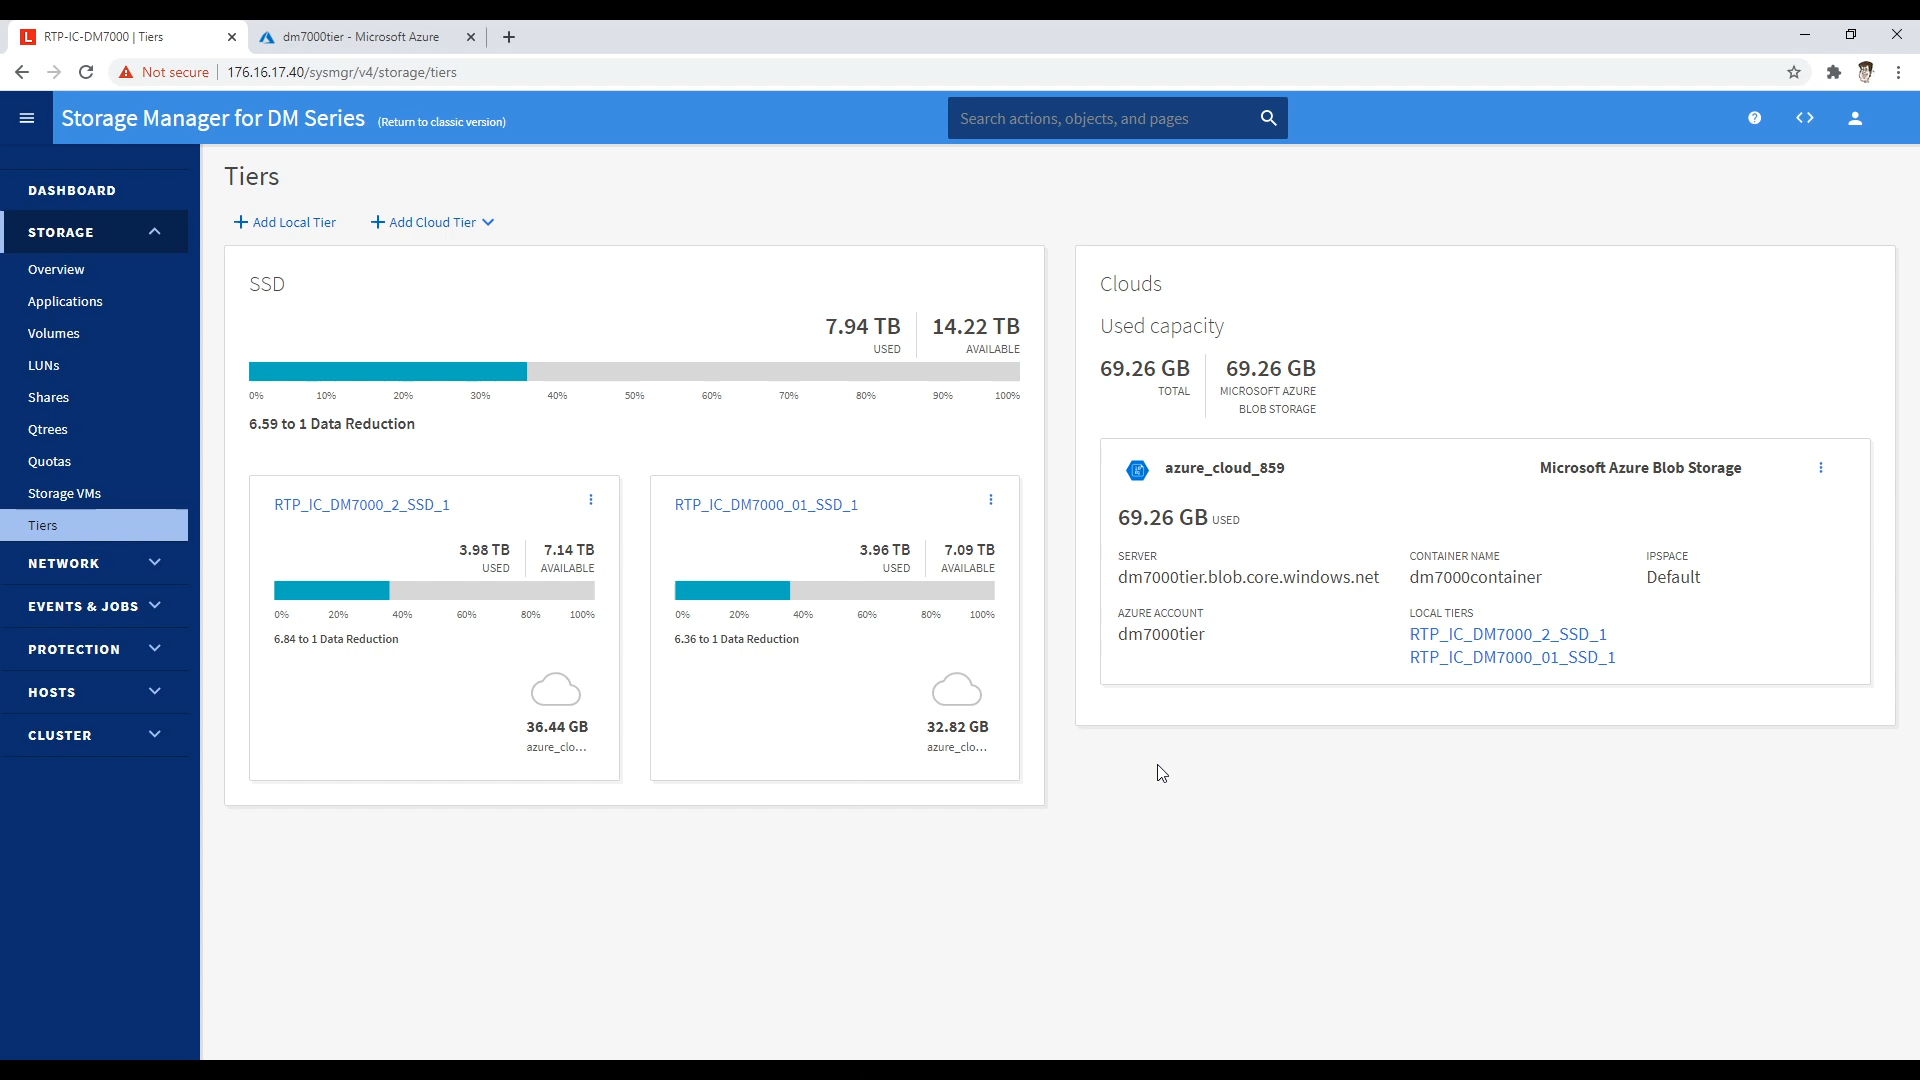 RTP-IC-DM7000 | Tiers
dm7000tier - Microsoft Azure
Not secure
176.16.17.40/sysmgr/v4/storage/tiers
Storage Manager for DM Series (Return to classic version)
Search actions, objects, and pages
DASHBOARD
STORAGE
Overview
Applications
Volumes
LUNs
Shares
Qtrees
Quotas
Storage VMs
Tiers
NETWORK
EVENTS & JOBS
PROTECTION
HOSTS
CLUSTER
Tiers
Add Local Tier
Add Cloud Tier
SSD
7.94 TB 14.22 TB
USED AVAILABLE
0% 10% 20% 30% 40% 50% 60% 70% 80% 90% 100%
6.59 to 1 Data Reduction
RTP_IC_DM7000_2_SSD_1
3.98 TB 7.14 TB
USED AVAILABLE
0% 20% 40% 60% 80% 100%
6.84 to 1 Data Reduction
36.44 GB
azure_clo...
RTP_IC_DM7000_01_SSD_1
3.96 TB 7.09 TB
USED AVAILABLE
0% 20% 40% 60% 80% 100%
6.36 to 1 Data Reduction
32.82 GB
azure_clo...
Clouds
Used capacity
69.26 GB 69.26 GB
TOTAL MICROSOFT AZURE
BLOB STORAGE
azure_cloud_859 Microsoft Azure Blob Storage
69.26 GB USED
SERVER CONTAINER NAME IPSPACE
dm7000tier.blob.core.windows.net dm7000container Default
AZURE ACCOUNT LOCAL TIERS
dm7000tier RTP_IC_DM7000_2_SSD_1
RTP_IC_DM7000_01_SSD_1